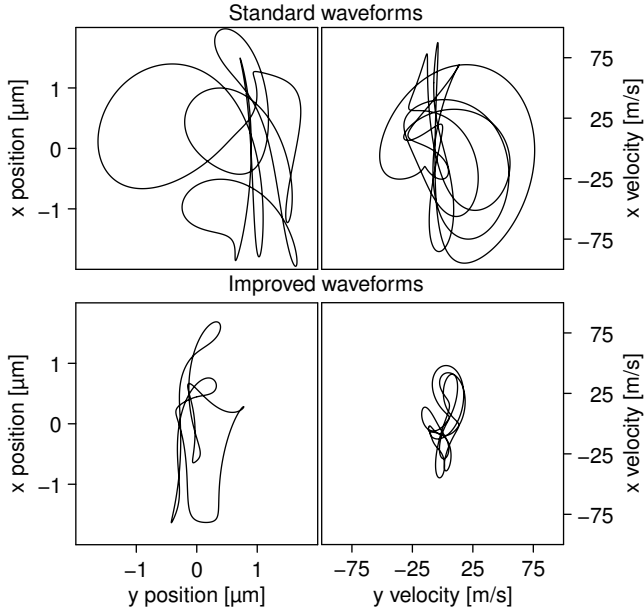 Standard waveforms
x position [µm]
1
0
−1
75
25
−25
−75
x velocity [m/s]
Improved waveforms
x position [µm]
1
0
−1
75
25
−25
−75
x velocity [m/s]
−1 0 1
−75 −25 25 75
y position [µm]
y velocity [m/s]